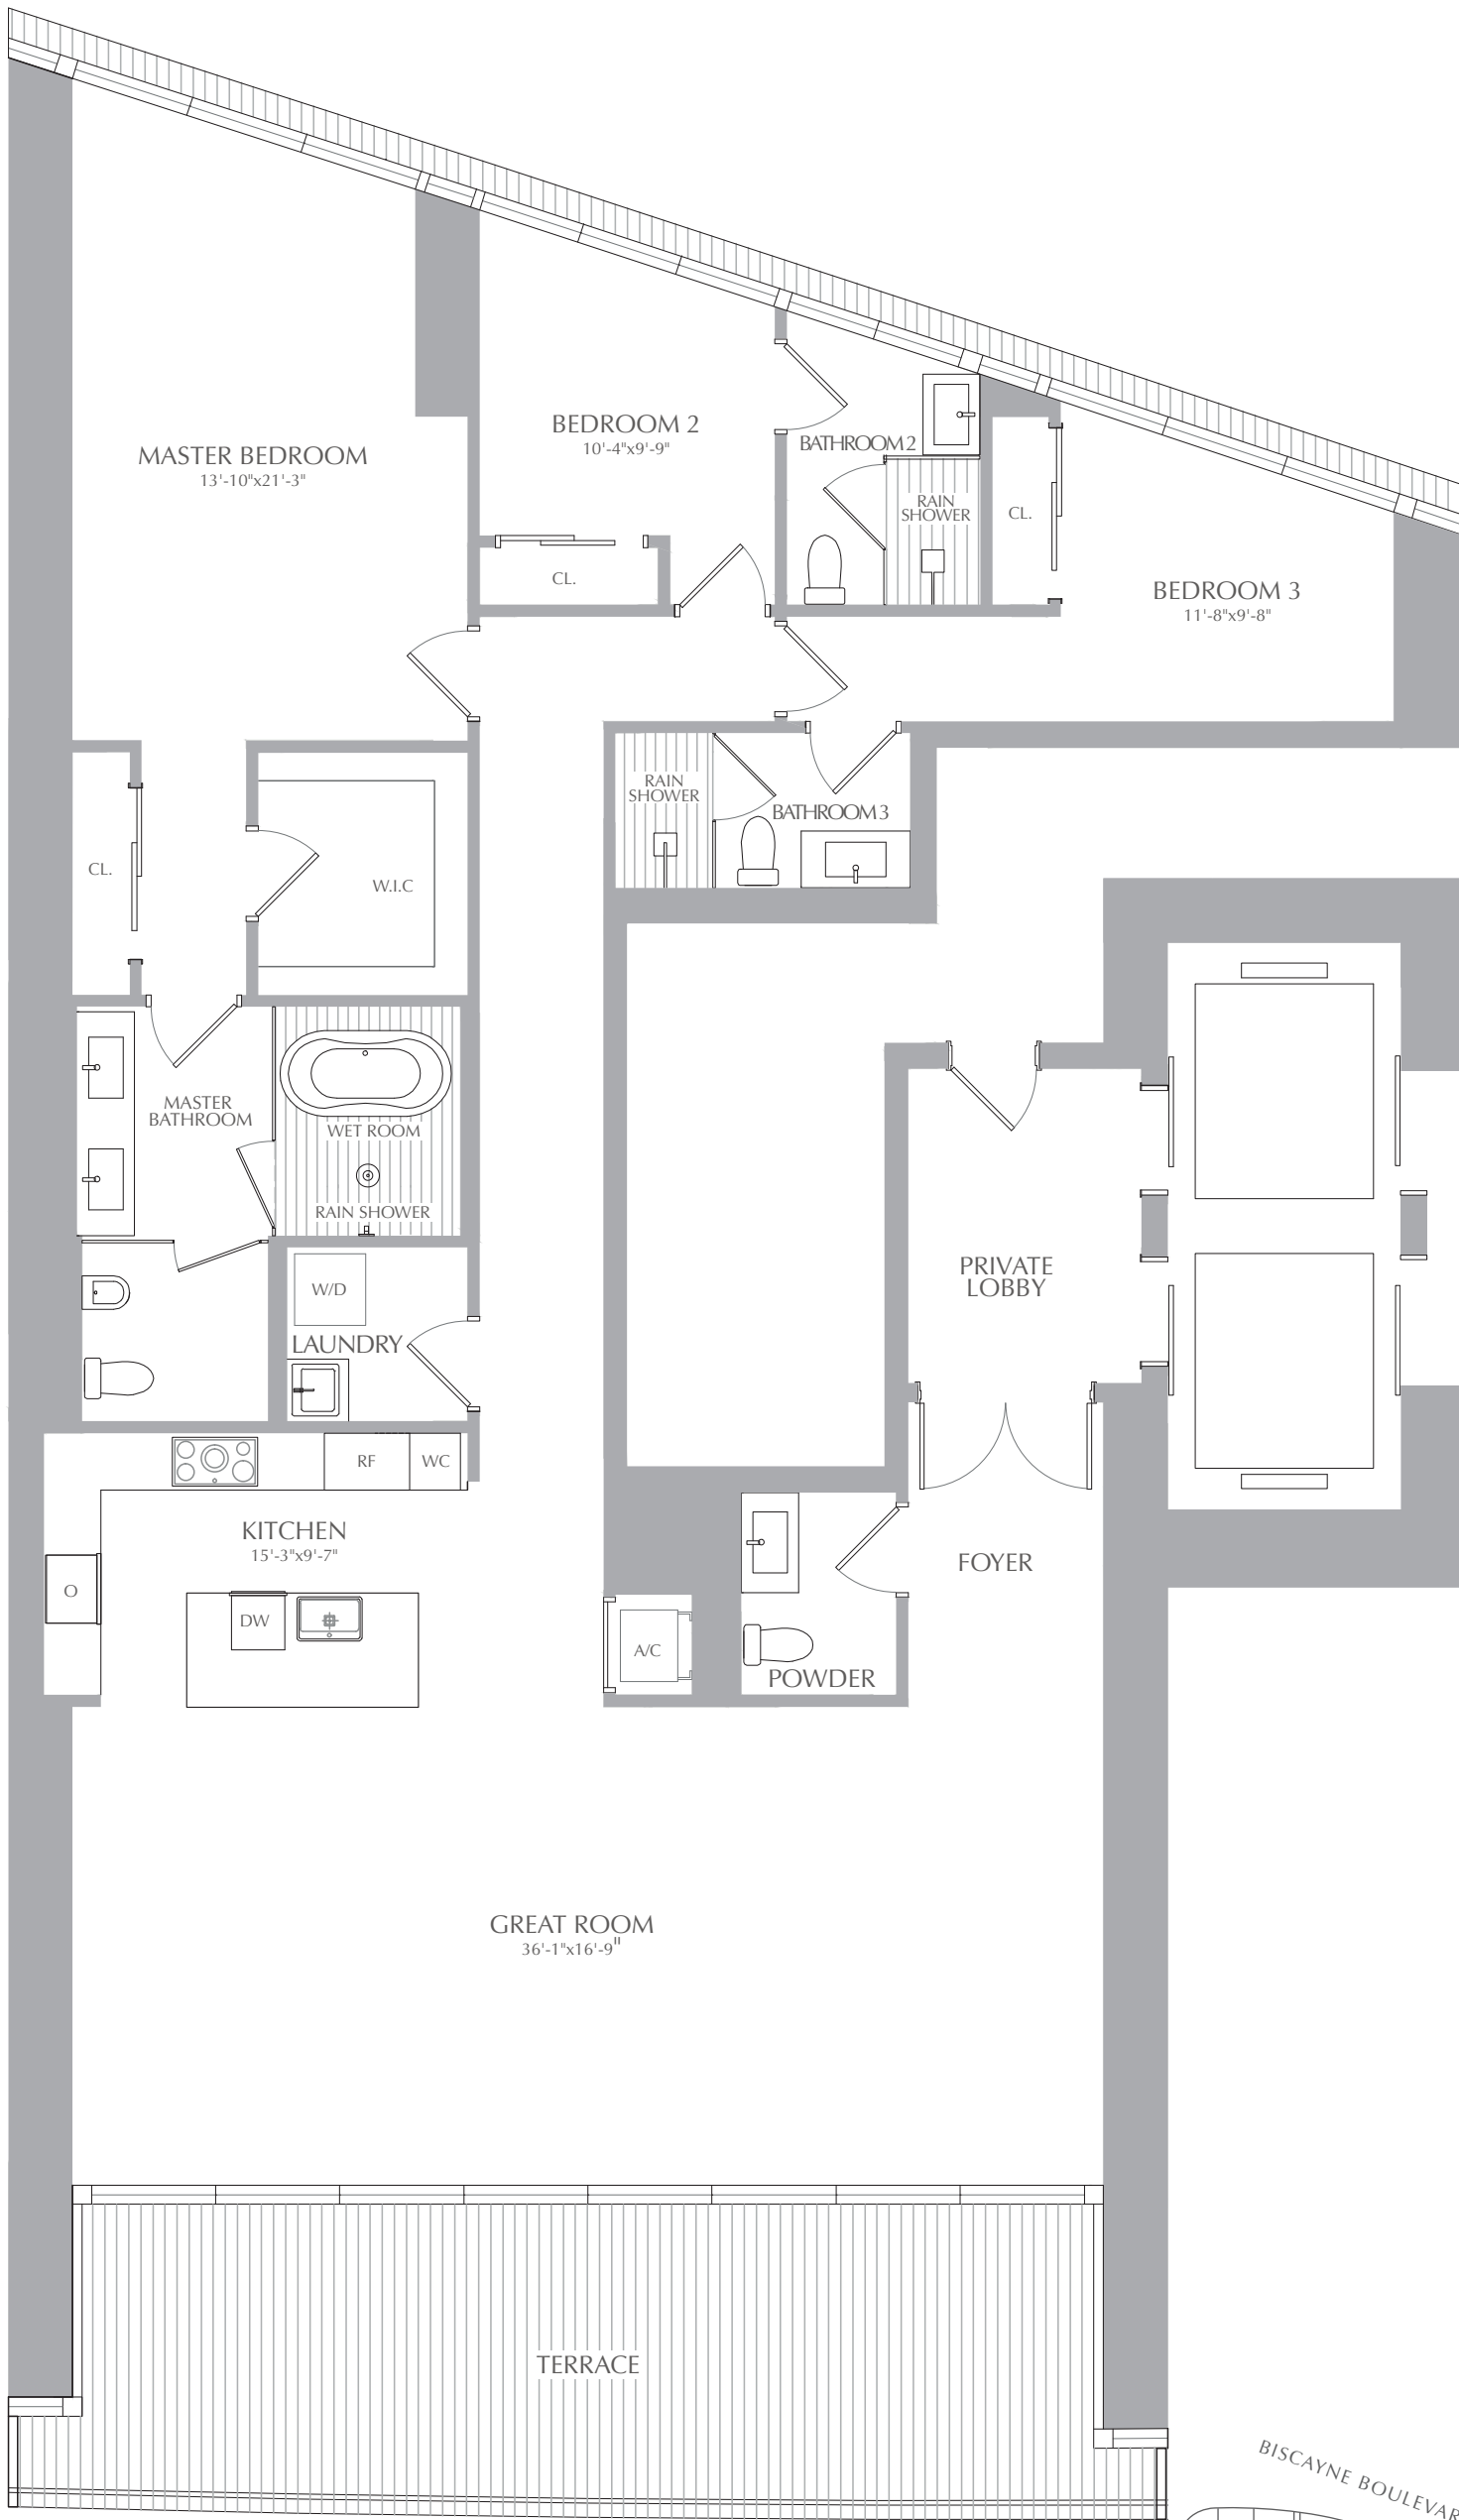 BEDROOM 2
10'-4"x9'-9"
BATHROOM 2
MASTER BEDROOM
13'-10"x21'-3"
RAIN
SHOWER
CL.
CL.
BEDROOM 3
11'-8"x9'-8"
RAIN
SHOWER
BATHROOM 3
CL.
W.I.C
MASTER
BATHROOM
WET ROOM
RAIN SHOWER
PRIVATE
LOBBY
W/D
LAUNDRY
RF
WC
KITCHEN
15'-3"x9'-7"
FOYER
O
DW
A/C
POWDER
GREAT ROOM
36'-1"x16'-9"
TERRACE
BISCAYNE BOULEVAR